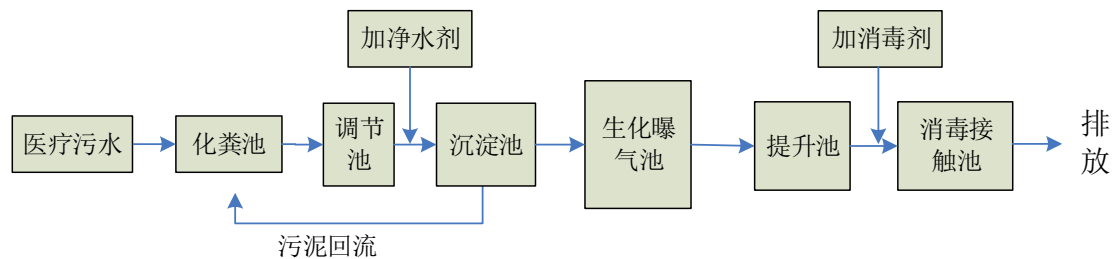 加净水剂
加消毒剂
医疗污水
化粪池
调节
池
沉淀池
生化曝
气池
提升池
消毒接
触池
排
放
污泥回流